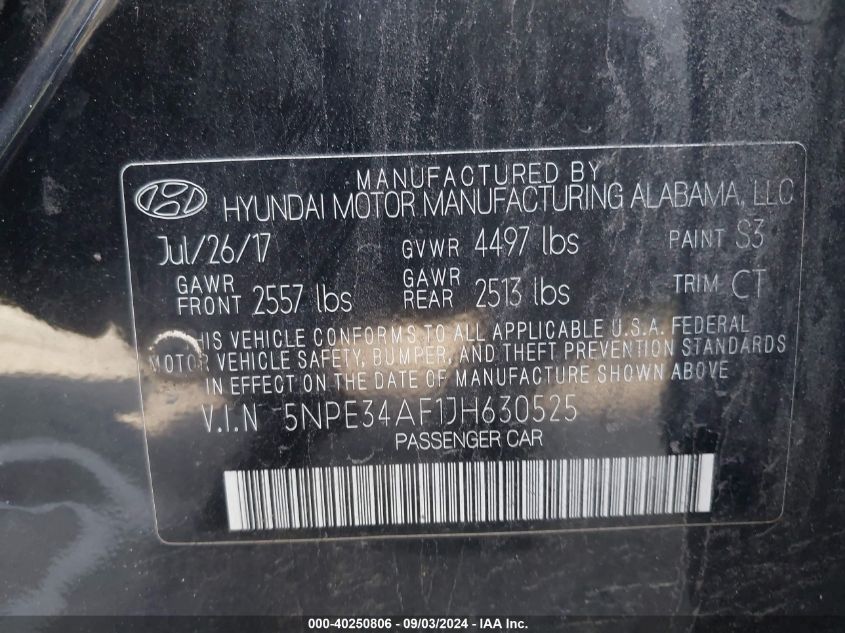 MANUFACTURED BY
HYUNDAI MOTOR MANUFACTURING ALABAMA, LLC
Jul/26/17 GVWR 4497 lbs PAINT S3
GAWR FRONT 2557 lbs GAWR REAR 2513 lbs TRIM CT
HIS VEHICLE CONFORMS TO ALL APPLICABLE U.S.A. FEDERAL
MOTOR VEHICLE SAFETY, BUMPER, AND THEFT PREVENTION STANDARDS
IN EFFECT ON THE DATE OF MANUFACTURE SHOWN ABOVE.
V.I.N 5NPE34AF1JH630525
PASSENGER CAR
000-40250806 - 09/03/2024 - IAA Inc.